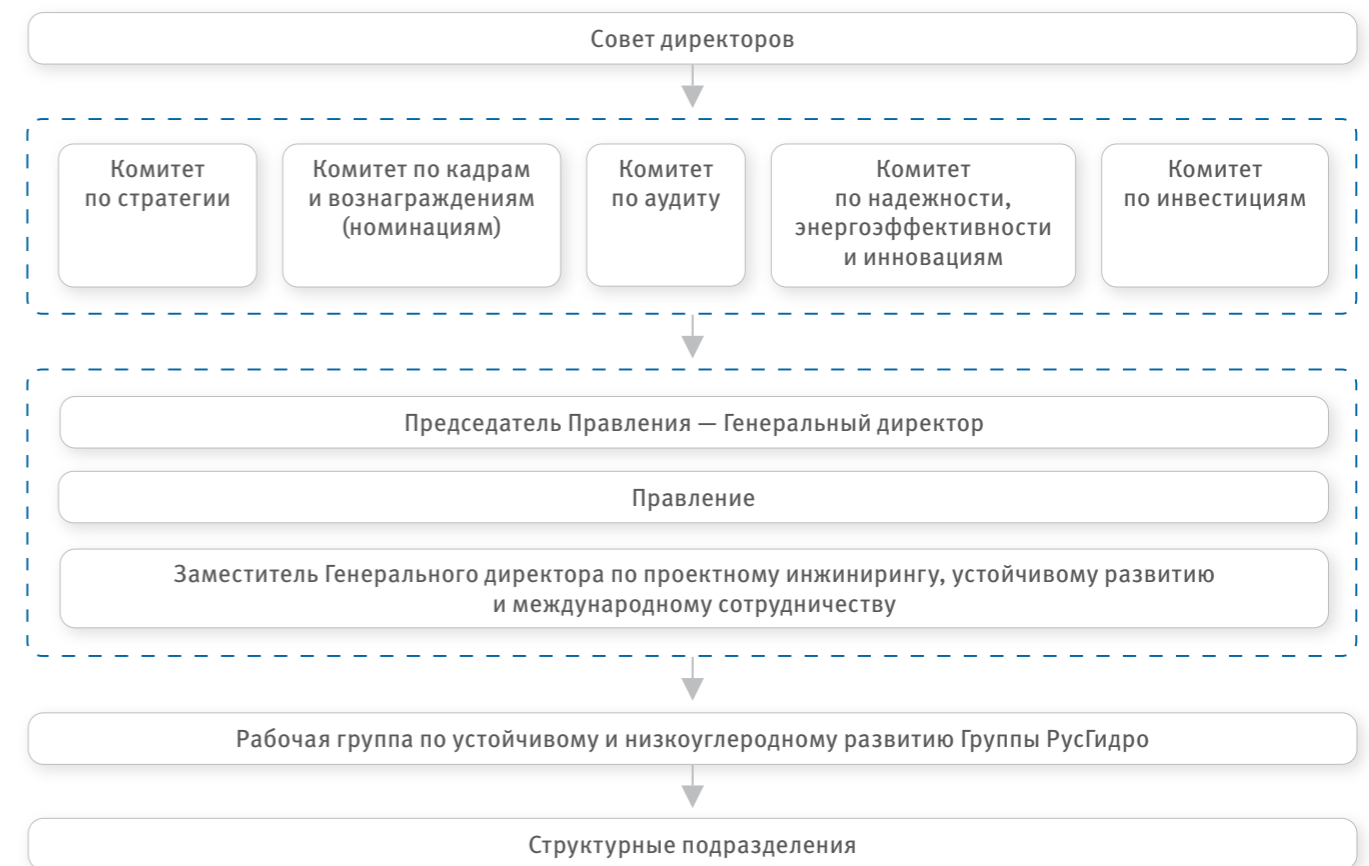 Совет директоров
Комитет
по стратегии
Комитет по кадрам
и вознаграждениям
(номинациям)
Комитет
по аудиту
Комитет
по надежности,
энергоэффективности
и инновациям
Комитет
по инвестициям
Председатель Правления — Генеральный директор
Правление
Заместитель Генерального директора по проектному инжинирингу, устойчивому развитию
и международному сотрудничеству
Рабочая группа по устойчивому и низкоуглеродному развитию Группы РусГидро
Структурные подразделения